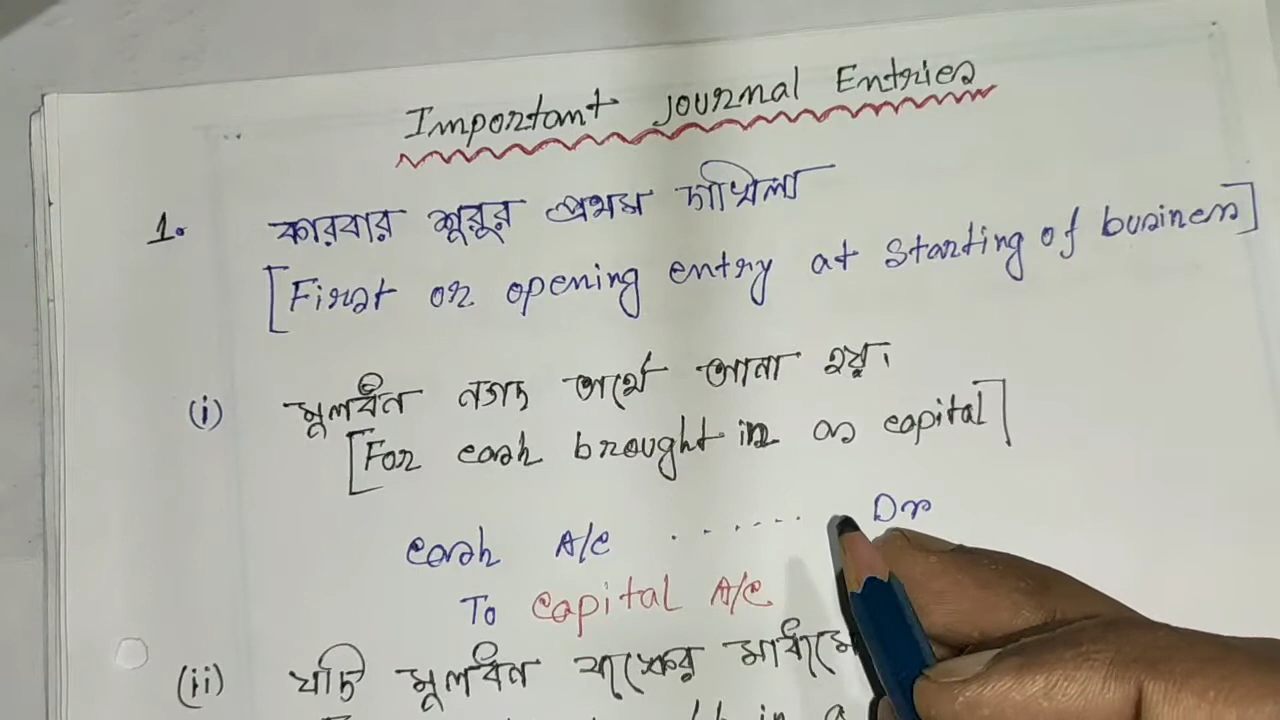 Important Journal Entries
1. কারবার শুরুর প্রথম দাখিলা
[First or opening entry at starting of business]
(i) মূলধন নগদ অর্থে আনা হয়।
[For cash brought in as capital]
Cash A/c ....... Dr
To Capital A/c
(ii) যদি মূলধন ব্যাঙ্কের মাধ্যমে